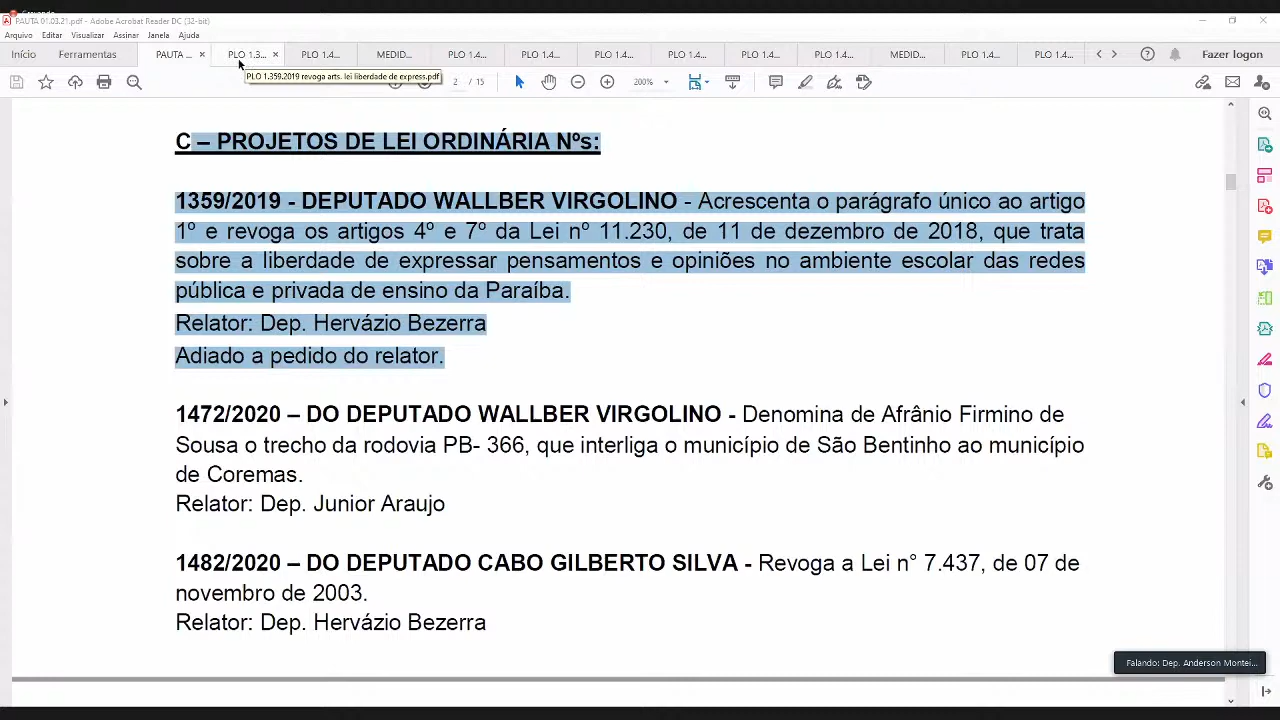 PAUTA 01.03.21.pdf - Adobe Acrobat Reader DC (32-bit)
Arquivo Editar Visualizar Assinar Janela Ajuda
Início Ferramentas PAUTA ... × PLO 1.3... × PLO 1.4... MEDID... PLO 1.4... PLO 1.4... PLO 1.4... PLO 1.4... PLO 1.4... MEDID... PLO 1.4... PLO 1.4... Fazer logon
PLO 1.359.2019 revoga arts. lei liberdade de express.pdf
2 / 15 200%
C – PROJETOS DE LEI ORDINÁRIA Nºs:
1359/2019 - DEPUTADO WALLBER VIRGOLINO - Acrescenta o parágrafo único ao artigo
1º e revoga os artigos 4º e 7º da Lei nº 11.230, de 11 de dezembro de 2018, que trata
sobre a liberdade de expressar pensamentos e opiniões no ambiente escolar das redes
pública e privada de ensino da Paraíba.
Relator: Dep. Hervázio Bezerra
Adiado a pedido do relator.
1472/2020 – DO DEPUTADO WALLBER VIRGOLINO - Denomina de Afrânio Firmino de
Sousa o trecho da rodovia PB- 366, que interliga o município de São Bentinho ao município
de Coremas.
Relator: Dep. Junior Araujo
1482/2020 – DO DEPUTADO CABO GILBERTO SILVA - Revoga a Lei n° 7.437, de 07 de
novembro de 2003.
Relator: Dep. Hervázio Bezerra
Falando: Dep. Anderson Montei...